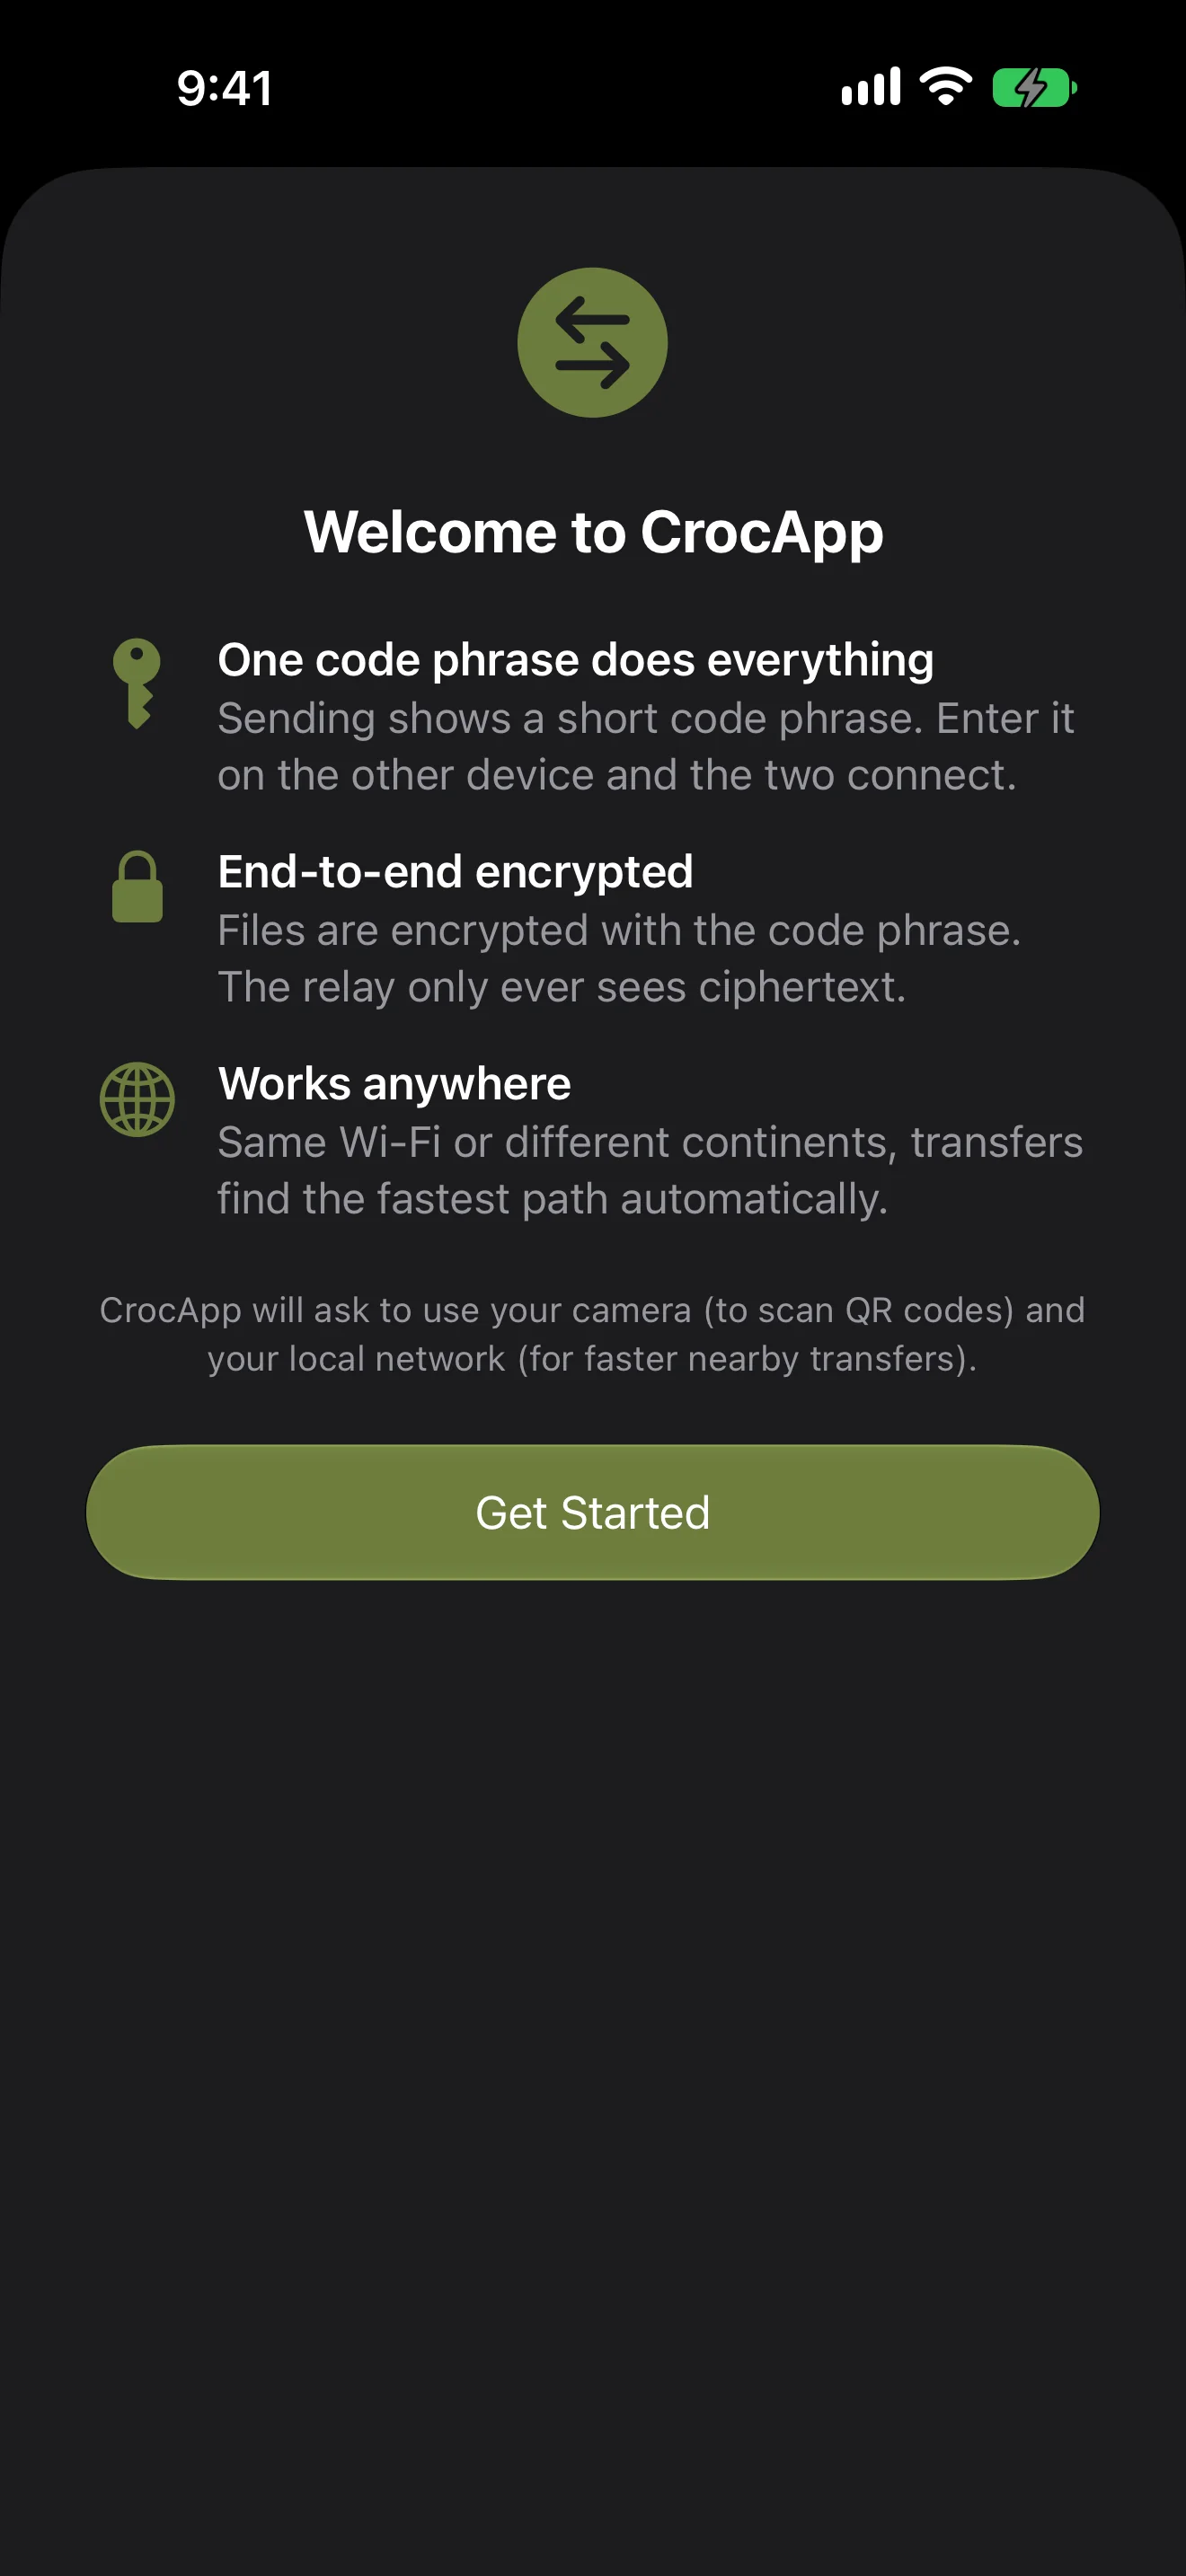 9:41
Welcome to CrocApp
One code phrase does everything
Sending shows a short code phrase. Enter it
on the other device and the two connect.
End-to-end encrypted
Files are encrypted with the code phrase.
The relay only ever sees ciphertext.
Works anywhere
Same Wi-Fi or different continents, transfers
find the fastest path automatically.
CrocApp will ask to use your camera (to scan QR codes) and
your local network (for faster nearby transfers).
Get Started